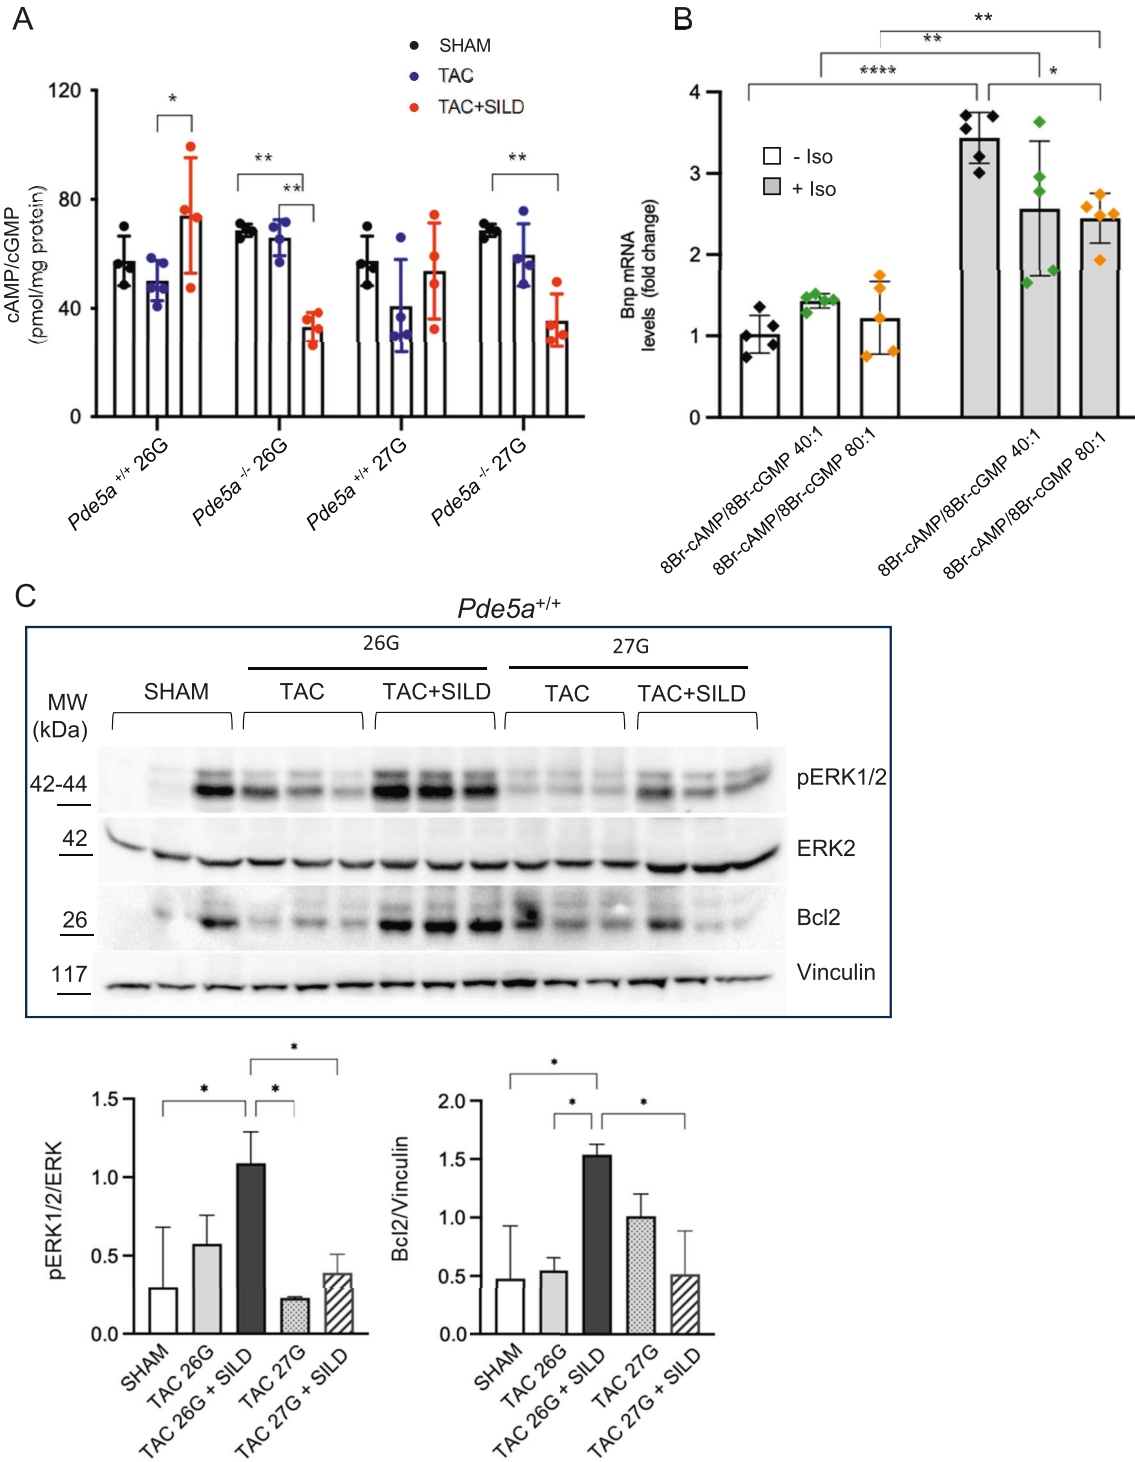 A
SHAM
TAC
TAC+SILD
120
80
40
0
cAMP/cGMP
(pmol/mg protein)
*
**
**
**
Pde5a +/+ 26G
Pde5a -/- 26G
Pde5a +/+ 27G
Pde5a -/- 27G
B
**
**
****
*
- Iso
+ Iso
4
3
2
1
0
Bnp mRNA
levels (fold change)
8Br-cAMP/8Br-cGMP 40:1
8Br-cAMP/8Br-cGMP 80:1
8Br-cAMP/8Br-cGMP 40:1
8Br-cAMP/8Br-cGMP 80:1
C
Pde5a+/+
26G
27G
MW
(kDa)
SHAM
TAC
TAC+SILD
TAC
TAC+SILD
42-44
pERK1/2
42
ERK2
26
Bcl2
117
Vinculin
*
*
*
1.5
1.0
0.5
0.0
pERK1/2/ERK
SHAM
TAC 26G
TAC 26G + SILD
TAC 27G
TAC 27G + SILD
*
*
*
2.0
1.5
1.0
0.5
0.0
Bcl2/Vinculin
SHAM
TAC 26G
TAC 26G + SILD
TAC 27G
TAC 27G + SILD